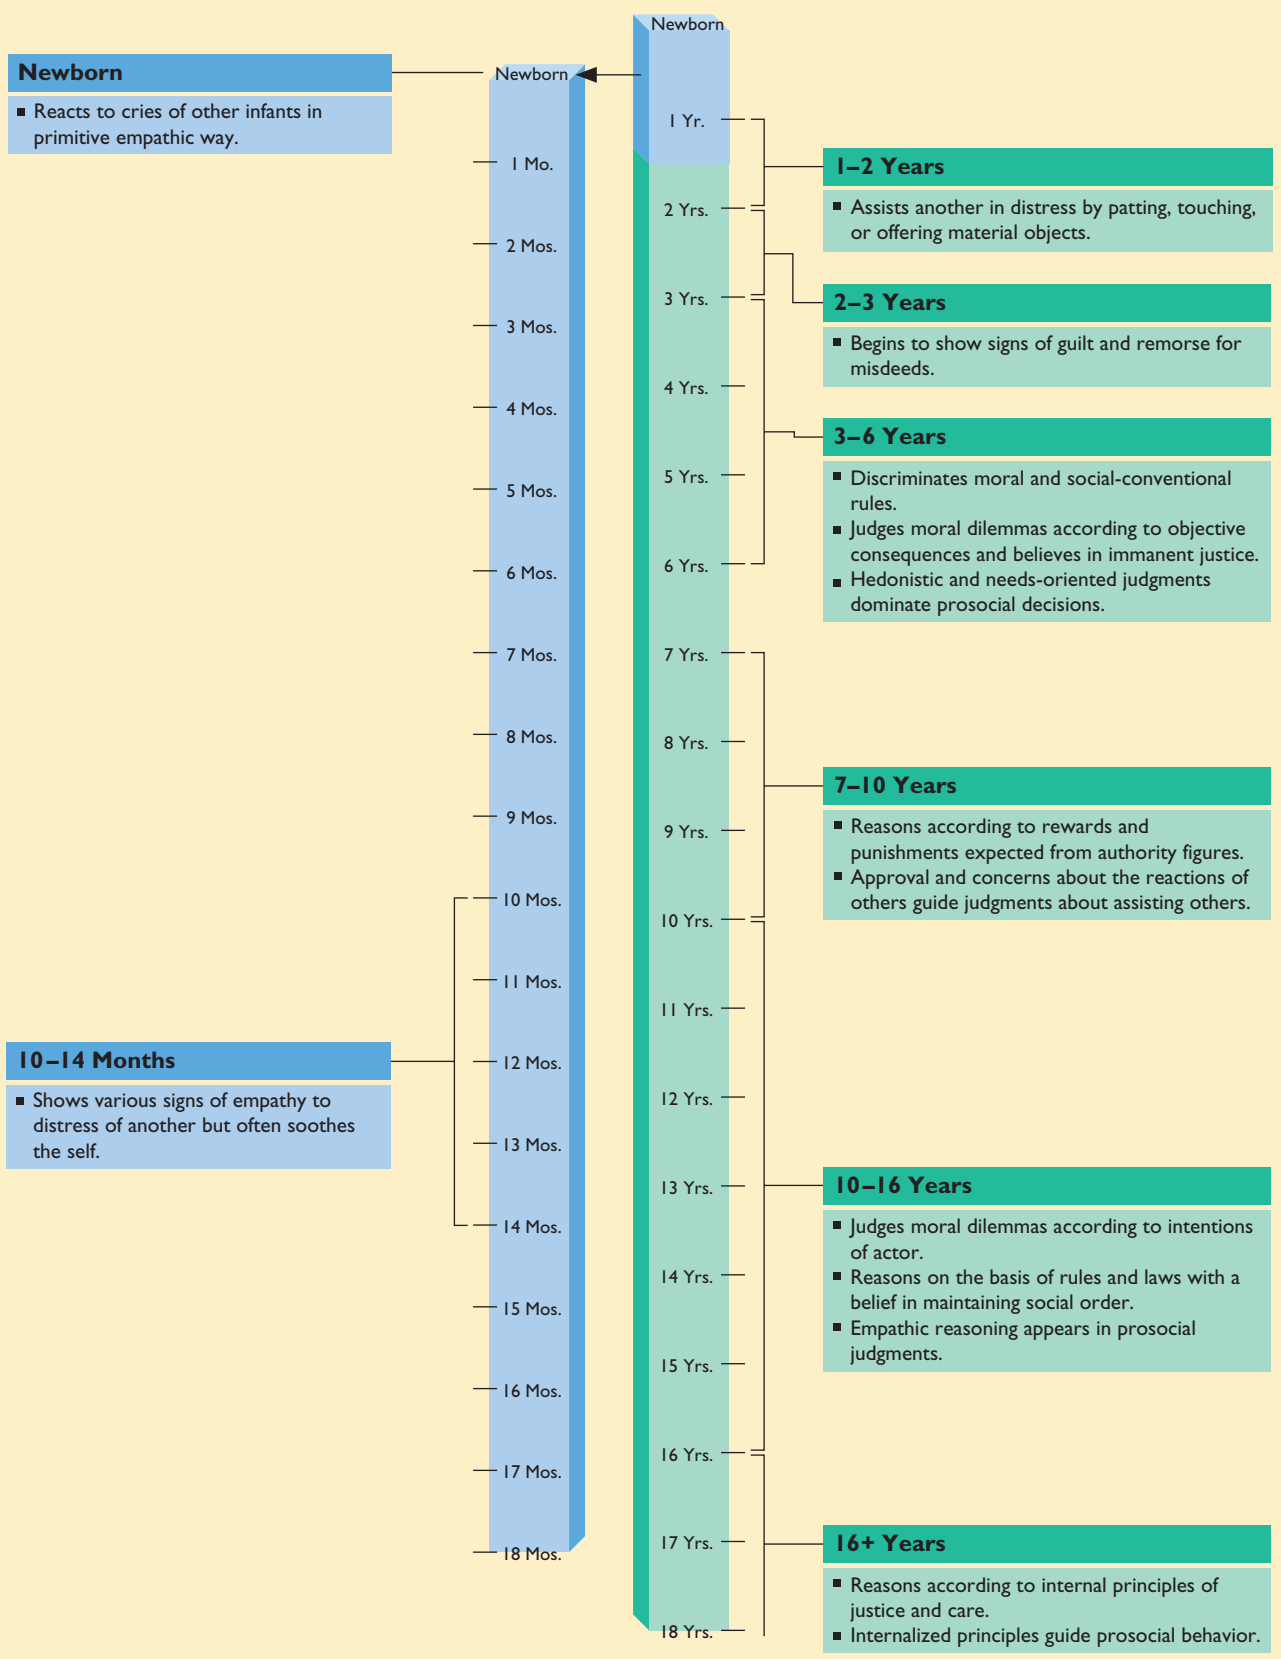 Newborn
Reacts to cries of other infants in
primitive empathic way.
10–14 Months
Shows various signs of empathy to
distress of another but often soothes
the self.
Newborn
1 Mo.
2 Mos.
3 Mos.
4 Mos.
5 Mos.
6 Mos.
7 Mos.
8 Mos.
9 Mos.
10 Mos.
11 Mos.
12 Mos.
13 Mos.
14 Mos.
15 Mos.
16 Mos.
17 Mos.
18 Mos.
Newborn
1 Yr.
2 Yrs.
3 Yrs.
4 Yrs.
5 Yrs.
6 Yrs.
7 Yrs.
8 Yrs.
9 Yrs.
10 Yrs.
11 Yrs.
12 Yrs.
13 Yrs.
14 Yrs.
15 Yrs.
16 Yrs.
17 Yrs.
18 Yrs.
1–2 Years
Assists another in distress by patting, touching,
or offering material objects.
2–3 Years
Begins to show signs of guilt and remorse for
misdeeds.
3–6 Years
Discriminates moral and social-conventional
rules.
Judges moral dilemmas according to objective
consequences and believes in immanent justice.
Hedonistic and needs-oriented judgments
dominate prosocial decisions.
7–10 Years
Reasons according to rewards and
punishments expected from authority figures.
Approval and concerns about the reactions of
others guide judgments about assisting others.
10–16 Years
Judges moral dilemmas according to intentions
of actor.
Reasons on the basis of rules and laws with a
belief in maintaining social order.
Empathic reasoning appears in prosocial
judgments.
16+ Years
Reasons according to internal principles of
justice and care.
Internalized principles guide prosocial behavior.